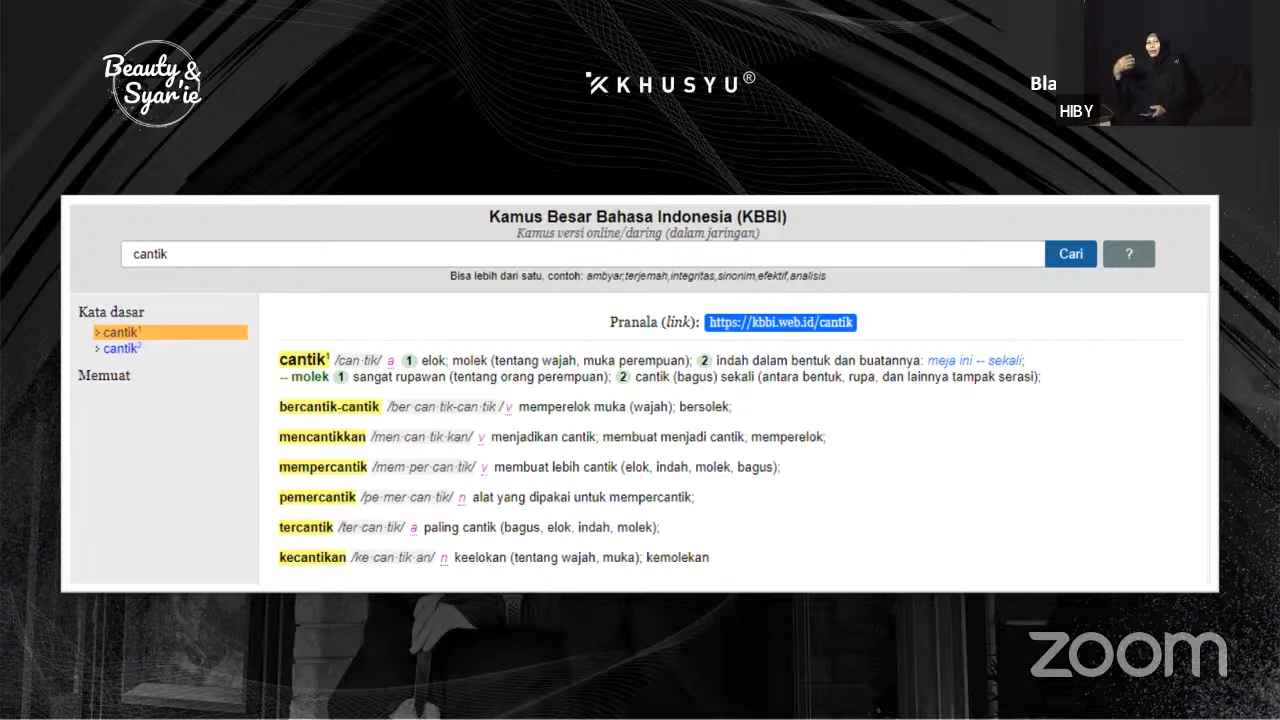 Beauty &
Syar'ie
KHUSYU®
Bla
HIBY
Kamus Besar Bahasa Indonesia (KBBI)
Kamus versi online/daring (dalam jaringan)
cantik
Cari
?
Bisa lebih dari satu, contoh: ambyar,terjemah,integritas,sinonim,efektif,analisis
Kata dasar
› cantik¹
› cantik²
Memuat
Pranala (link): https://kbbi.web.id/cantik
cantik¹ /can·tik/ a 1 elok; molek (tentang wajah, muka perempuan); 2 indah dalam bentuk dan buatannya: meja ini -- sekali;
-- molek 1 sangat rupawan (tentang orang perempuan); 2 cantik (bagus) sekali (antara bentuk, rupa, dan lainnya tampak serasi);
bercantik-cantik /ber·can·tik-can·tik / v memperelok muka (wajah); bersolek;
mencantikkan /men·can·tik·kan/ v menjadikan cantik; membuat menjadi cantik; memperelok;
mempercantik /mem·per·can·tik/ v membuat lebih cantik (elok, indah, molek, bagus);
pemercantik /pe·mer·can·tik/ n alat yang dipakai untuk mempercantik;
tercantik /ter·can·tik/ a paling cantik (bagus, elok, indah, molek);
kecantikan /ke·can·tik·an/ n keelokan (tentang wajah, muka); kemolekan
zoom